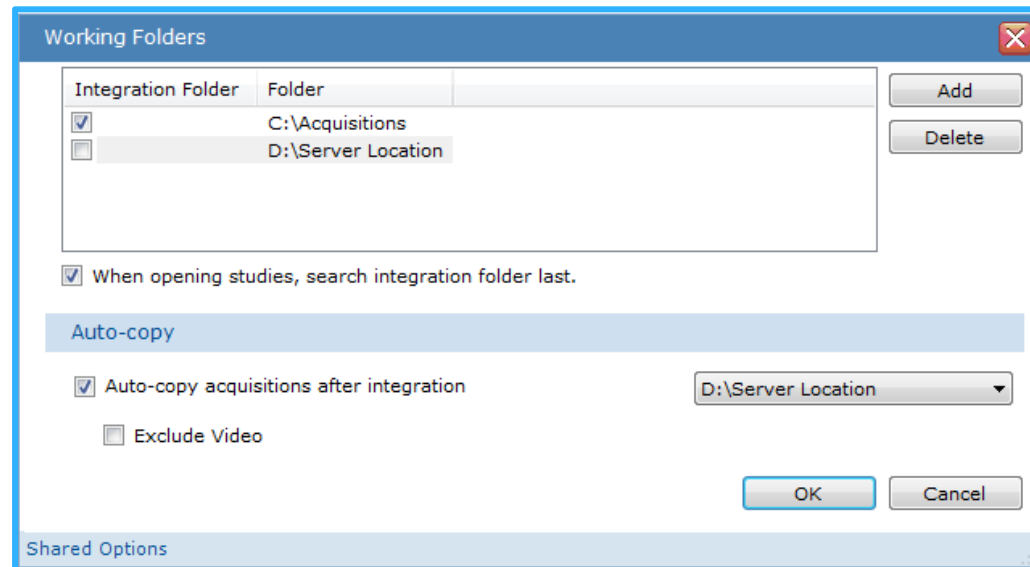 Working Folders
Integration Folder Folder
Add
C:\Acquisitions
D:\Server Location
Delete
When opening studies, search integration folder last.
Auto-copy
Auto-copy acquisitions after integration
D:\Server Location
Exclude Video
OK
Cancel
Shared Options